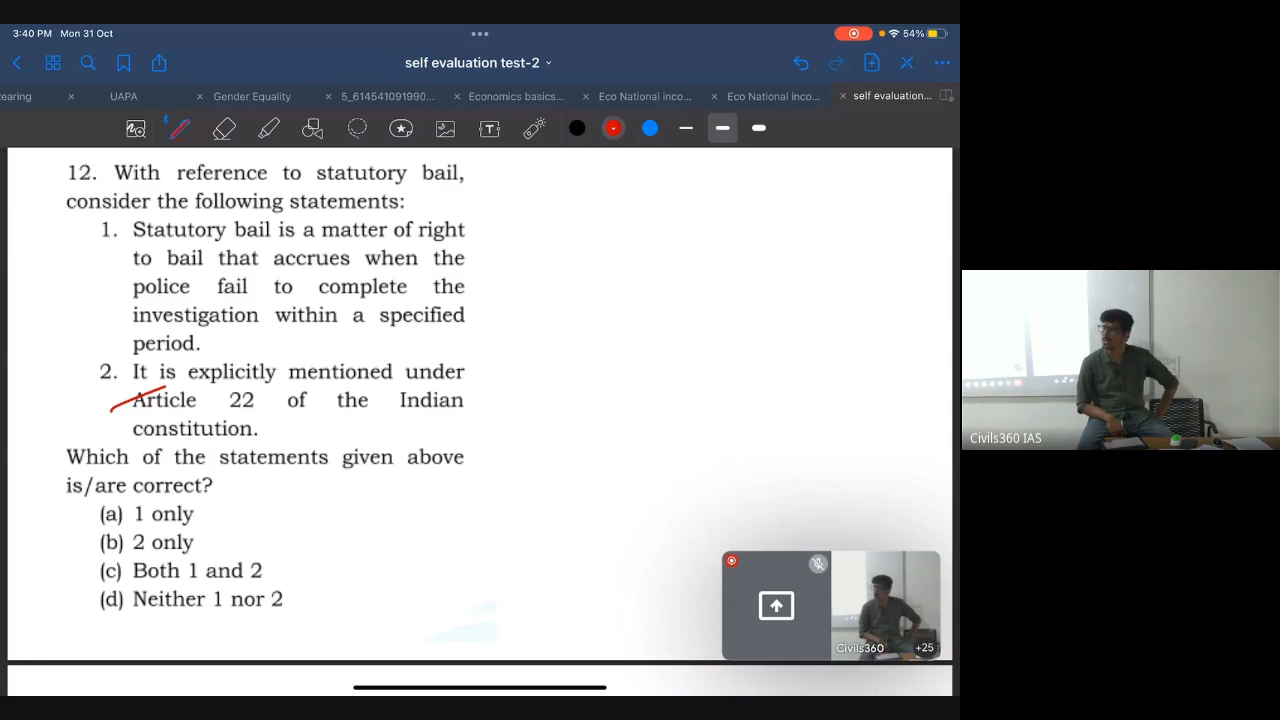 3:40 PM Mon 31 Oct
54%
self evaluation test-2
earing
UAPA
Gender Equality
5_614541091990...
Economics basics...
Eco National inco...
Eco National inco...
self evaluation...
12. With reference to statutory bail,
consider the following statements:
1. Statutory bail is a matter of right
to bail that accrues when the
police fail to complete the
investigation within a specified
period.
2. It is explicitly mentioned under
Article 22 of the Indian
constitution.
Which of the statements given above
is/are correct?
(a) 1 only
(b) 2 only
(c) Both 1 and 2
(d) Neither 1 nor 2
Civils360
+25
Civils360 IAS